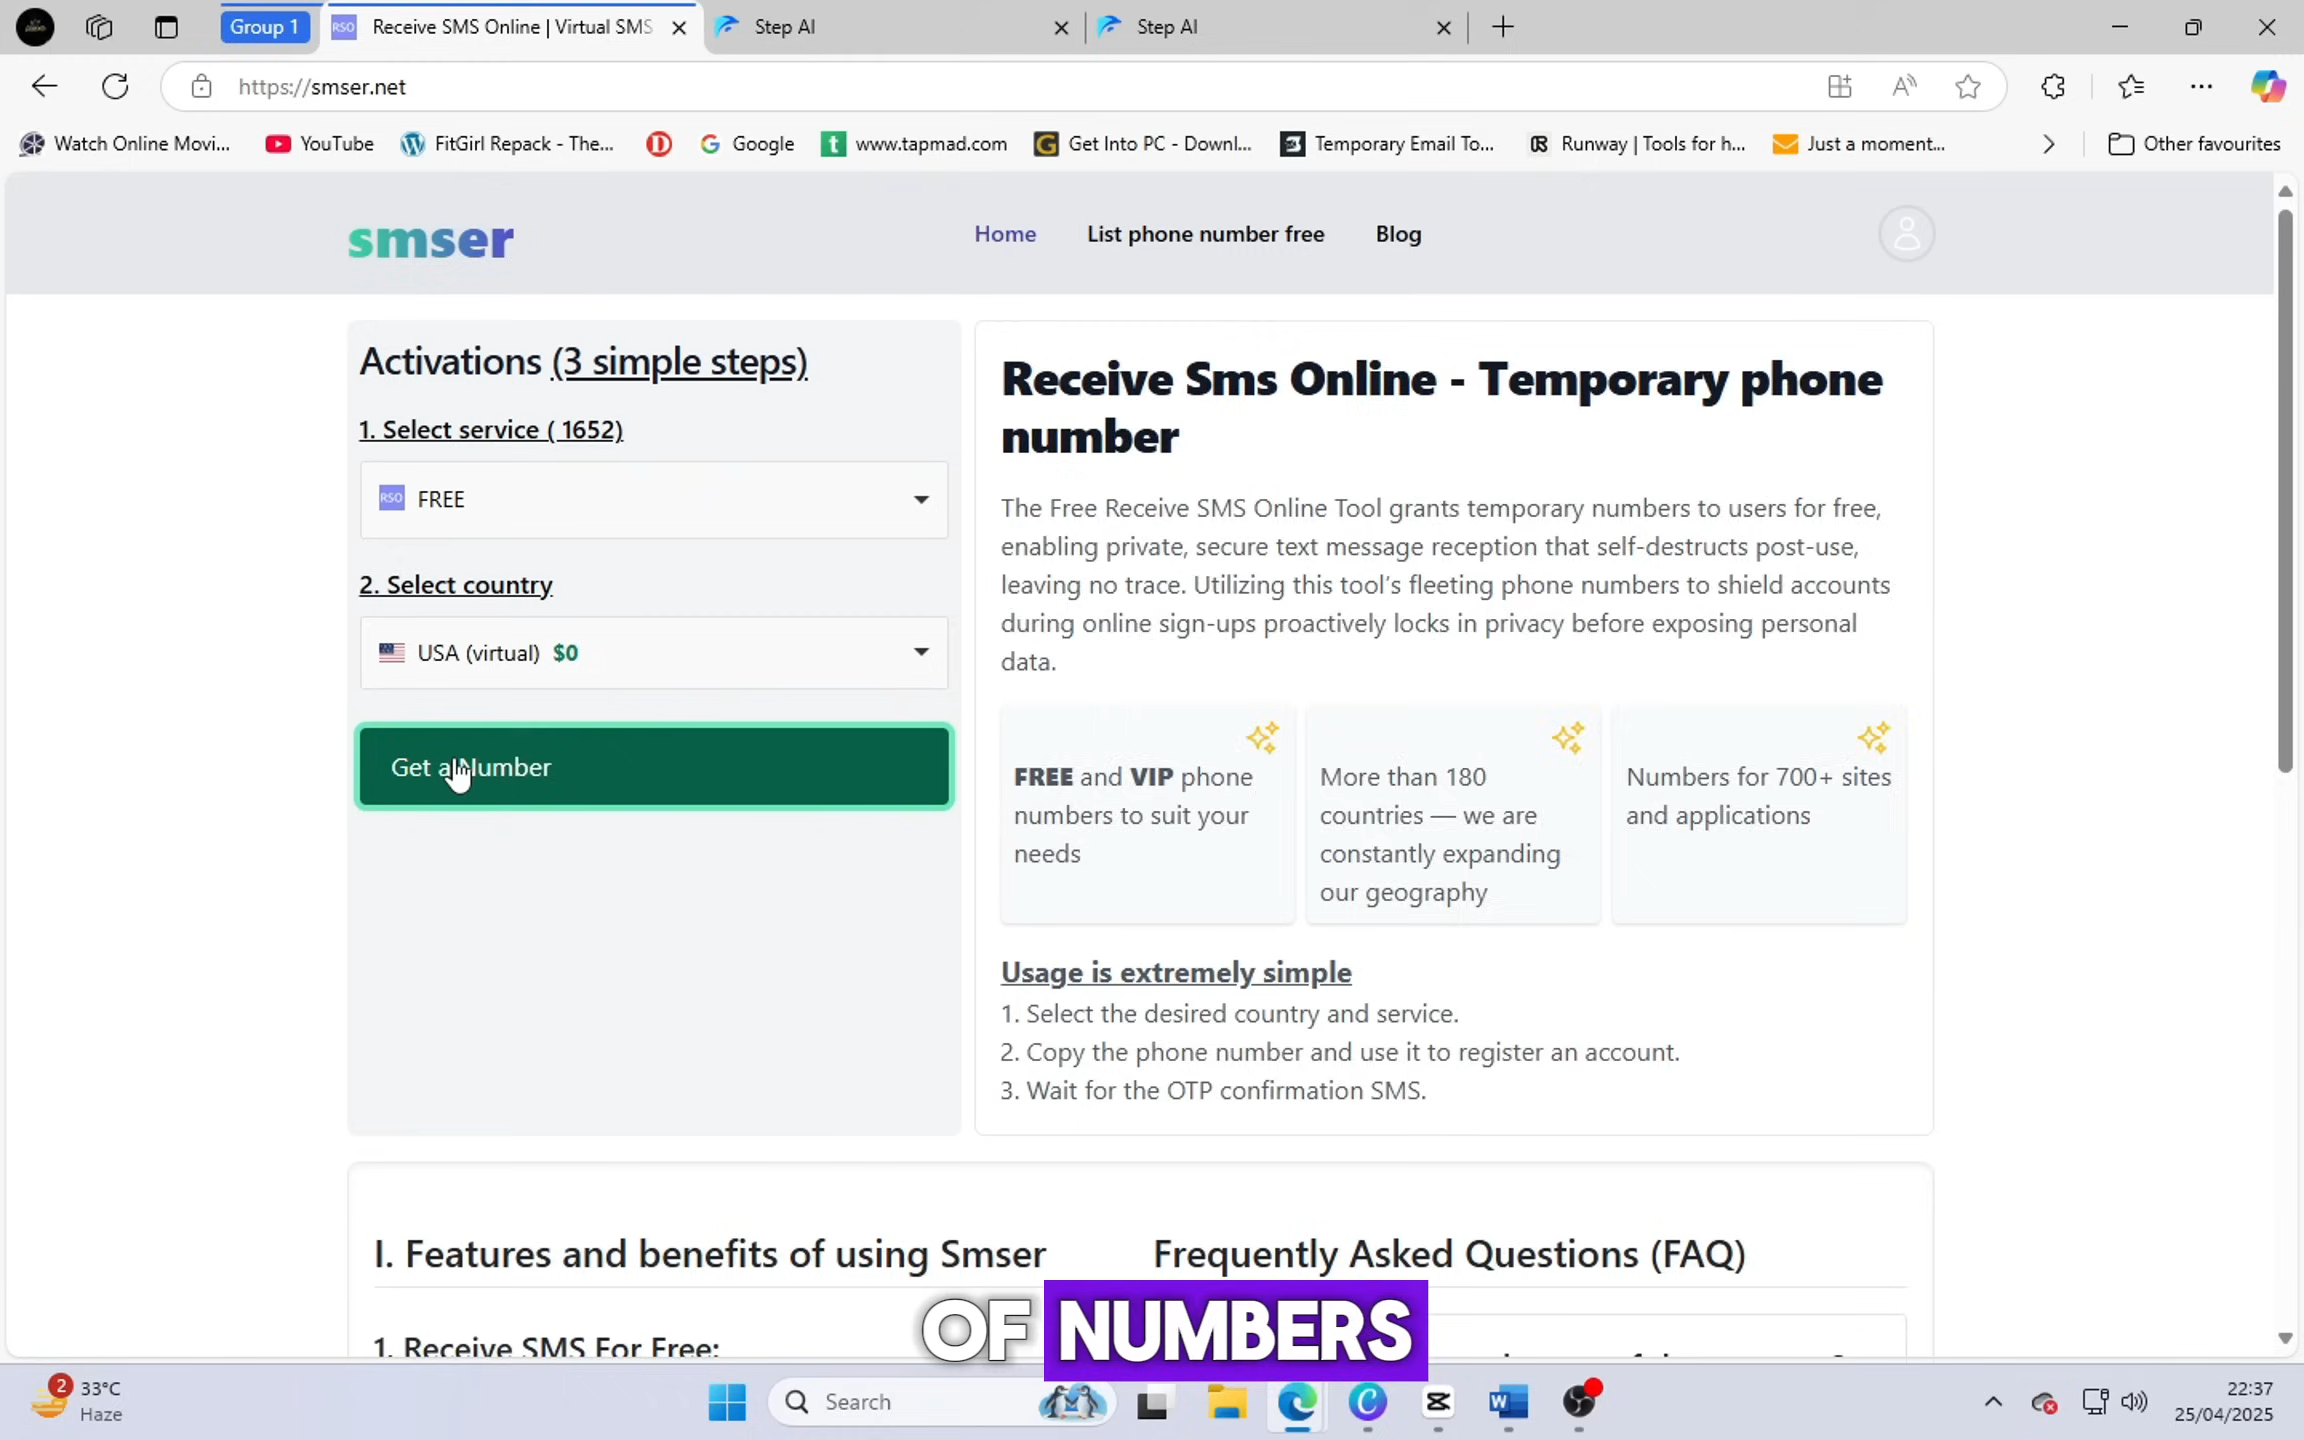 Group 1
RSO
Receive SMS Online | Virtual SMS
Step AI
Step AI
https://smser.net
Watch Online Movi...
YouTube
FitGirl Repack - The...
Google
www.tapmad.com
Get Into PC - Downl...
Temporary Email To...
Runway | Tools for h...
Just a moment...
Other favourites
smser
Home
List phone number free
Blog
Activations (3 simple steps)
1. Select service ( 1652)
RSO
FREE
2. Select country
USA (virtual) $0
Get a Number
Receive Sms Online - Temporary phone
number
The Free Receive SMS Online Tool grants temporary numbers to users for free,
enabling private, secure text message reception that self-destructs post-use,
leaving no trace. Utilizing this tool's fleeting phone numbers to shield accounts
during online sign-ups proactively locks in privacy before exposing personal
data.
FREE and VIP phone
numbers to suit your
needs
More than 180
countries — we are
constantly expanding
our geography
Numbers for 700+ sites
and applications
Usage is extremely simple
1. Select the desired country and service.
2. Copy the phone number and use it to register an account.
3. Wait for the OTP confirmation SMS.
I. Features and benefits of using Smser
Frequently Asked Questions (FAQ)
1. Receive SMS For Free:
OF NUMBERS
2
33°C
Haze
Search
22:37
25/04/2025